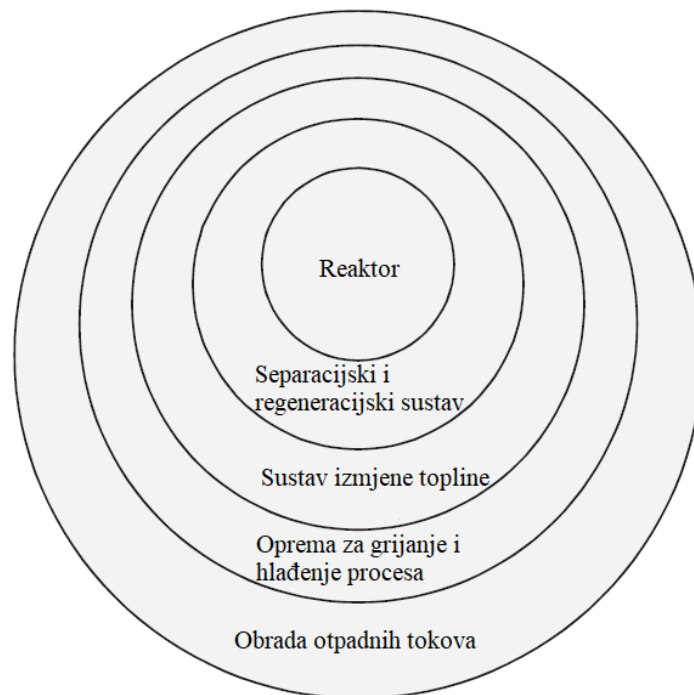 Reaktor
Separacijski i
regeneracijski sustav
Sustav izmjene topline
Oprema za grijanje i
hlađenje procesa
Obrada otpadnih tokova